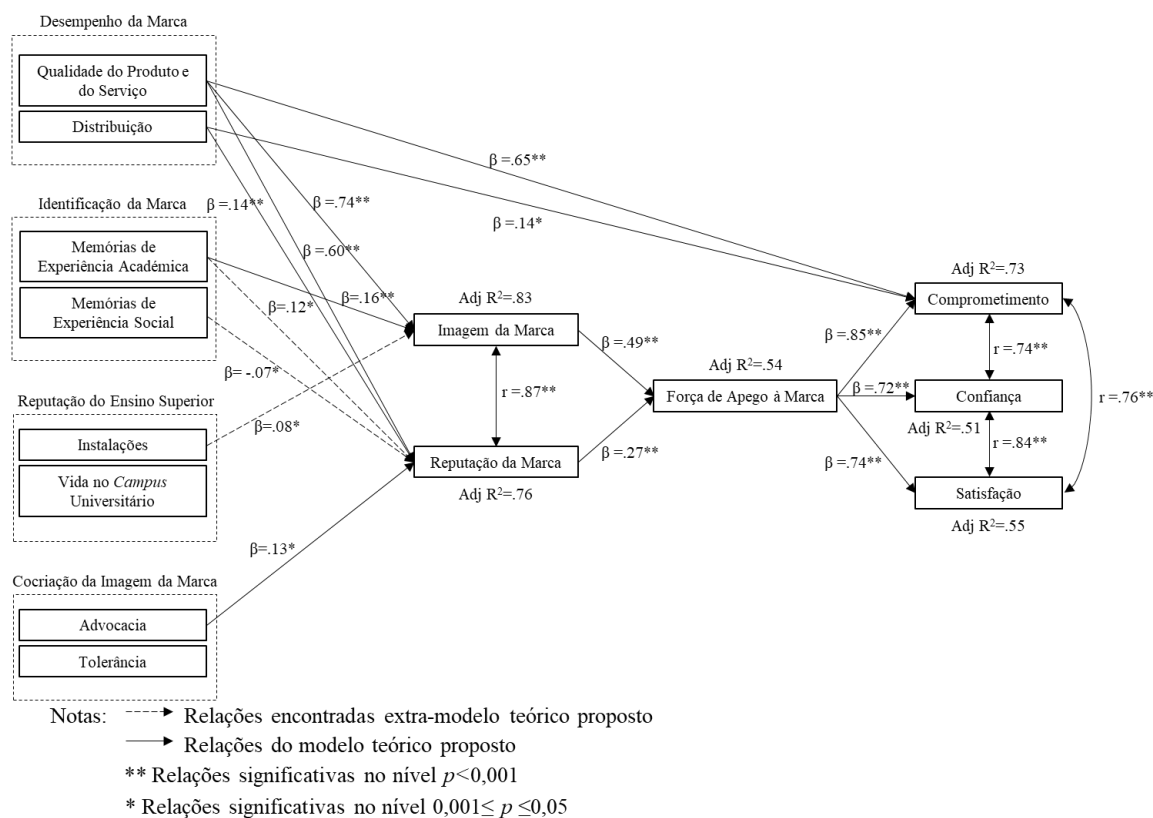 Desempenho da Marca
Qualidade do Produto e
do Serviço
Distribuição
β =.65**
β =.14**
β =.74**
β =.14*
Identificação da Marca
Memórias de
Experiência Académica
β =.60**
Memórias de
Experiência Social
β=.12*
β=.16**
Adj R²=.83
Imagem da Marca
Adj R²=.73
Comprometimento
β= -.07*
β =.49**
β =.85**
r =.74**
Adj R²=.54
Reputação do Ensino Superior
Instalações
β=.08*
r =.87**
Força de Apego à Marca
β =.72**
Confiança
r =.76**
Adj R²=.51
Vida no Campus
Universitário
Reputação da Marca
Adj R²=.76
β =.27**
β =.74**
r =.84**
Satisfação
Adj R²=.55
β=.13*
Cocriação da Imagem da Marca
Advocacia
Tolerância
Notas:
Relações encontradas extra-modelo teórico proposto
Relações do modelo teórico proposto
** Relações significativas no nível p<0,001
* Relações significativas no nível 0,001≤ p ≤0,05